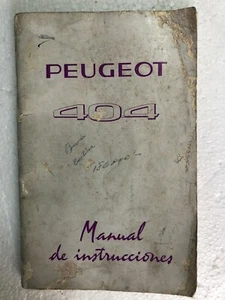 PEUGEOT
404
Manual
de instrucciones